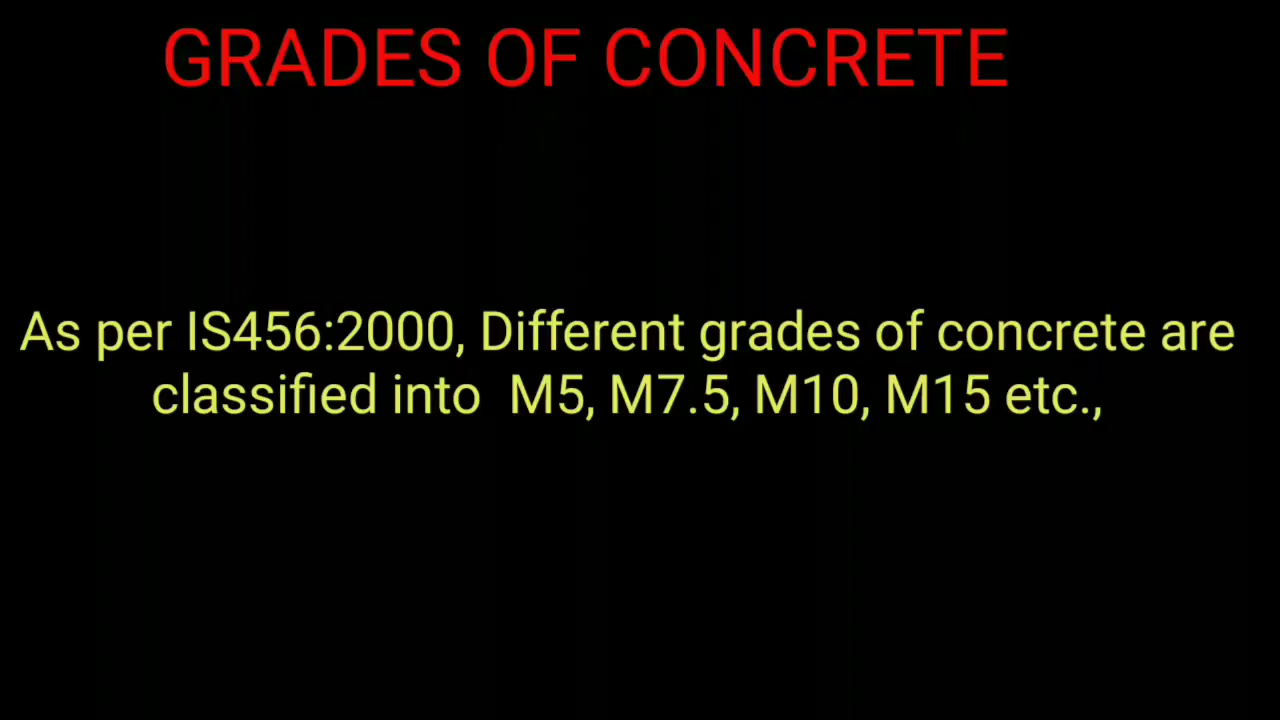 GRADES OF CONCRETE
As per IS456:2000, Different grades of concrete are
classified into  M5, M7.5, M10, M15 etc.,